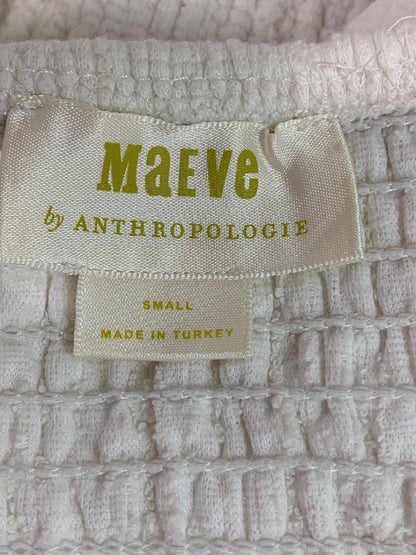 MaEve
by ANTHROPOLOGIE
SMALL
MADE IN TURKEY